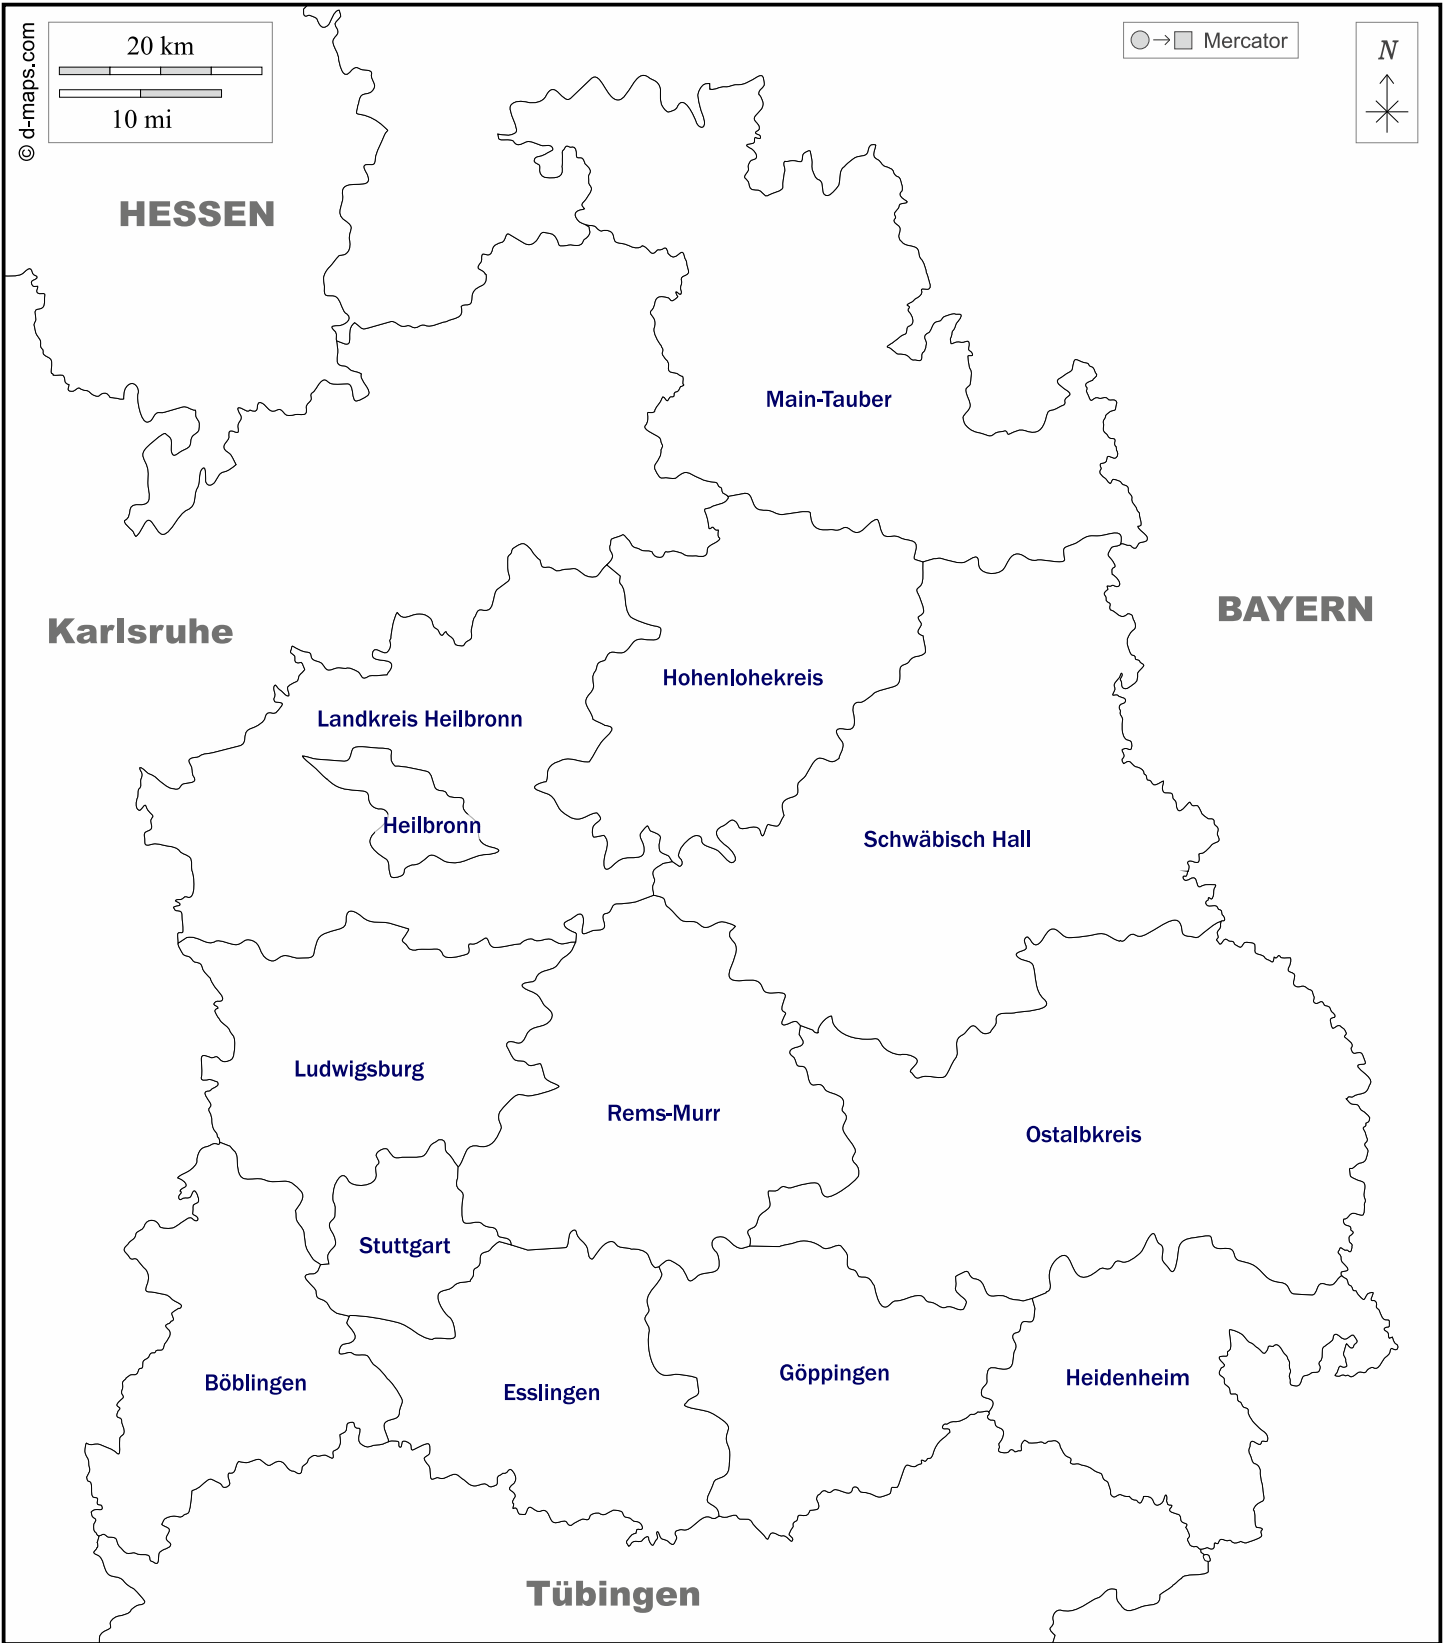 © d-maps.com
20 km
10 mi
Mercator
N
HESSEN
Main-Tauber
BAYERN
Karlsruhe
Hohenlohekreis
Landkreis Heilbronn
Heilbronn
Schwäbisch Hall
Ludwigsburg
Rems-Murr
Ostalbkreis
Stuttgart
Böblingen
Esslingen
Göppingen
Heidenheim
Tübingen